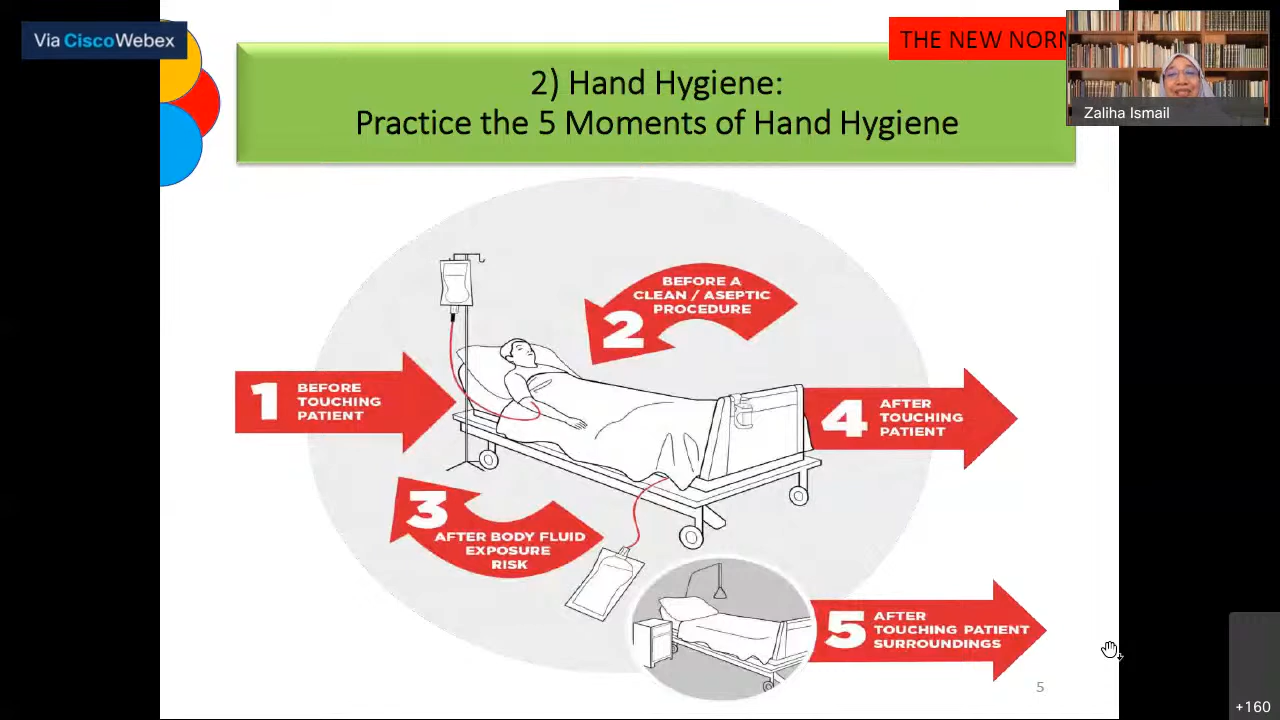 Via Cisco Webex
THE NEW NORM
Zaliha Ismail
2) Hand Hygiene:
Practice the 5 Moments of Hand Hygiene
1 BEFORE
TOUCHING
PATIENT
2 BEFORE A
CLEAN / ASEPTIC
PROCEDURE
3
AFTER BODY FLUID
EXPOSURE
RISK
4 AFTER
TOUCHING
PATIENT
5 AFTER
TOUCHING PATIENT
SURROUNDINGS
5
+160